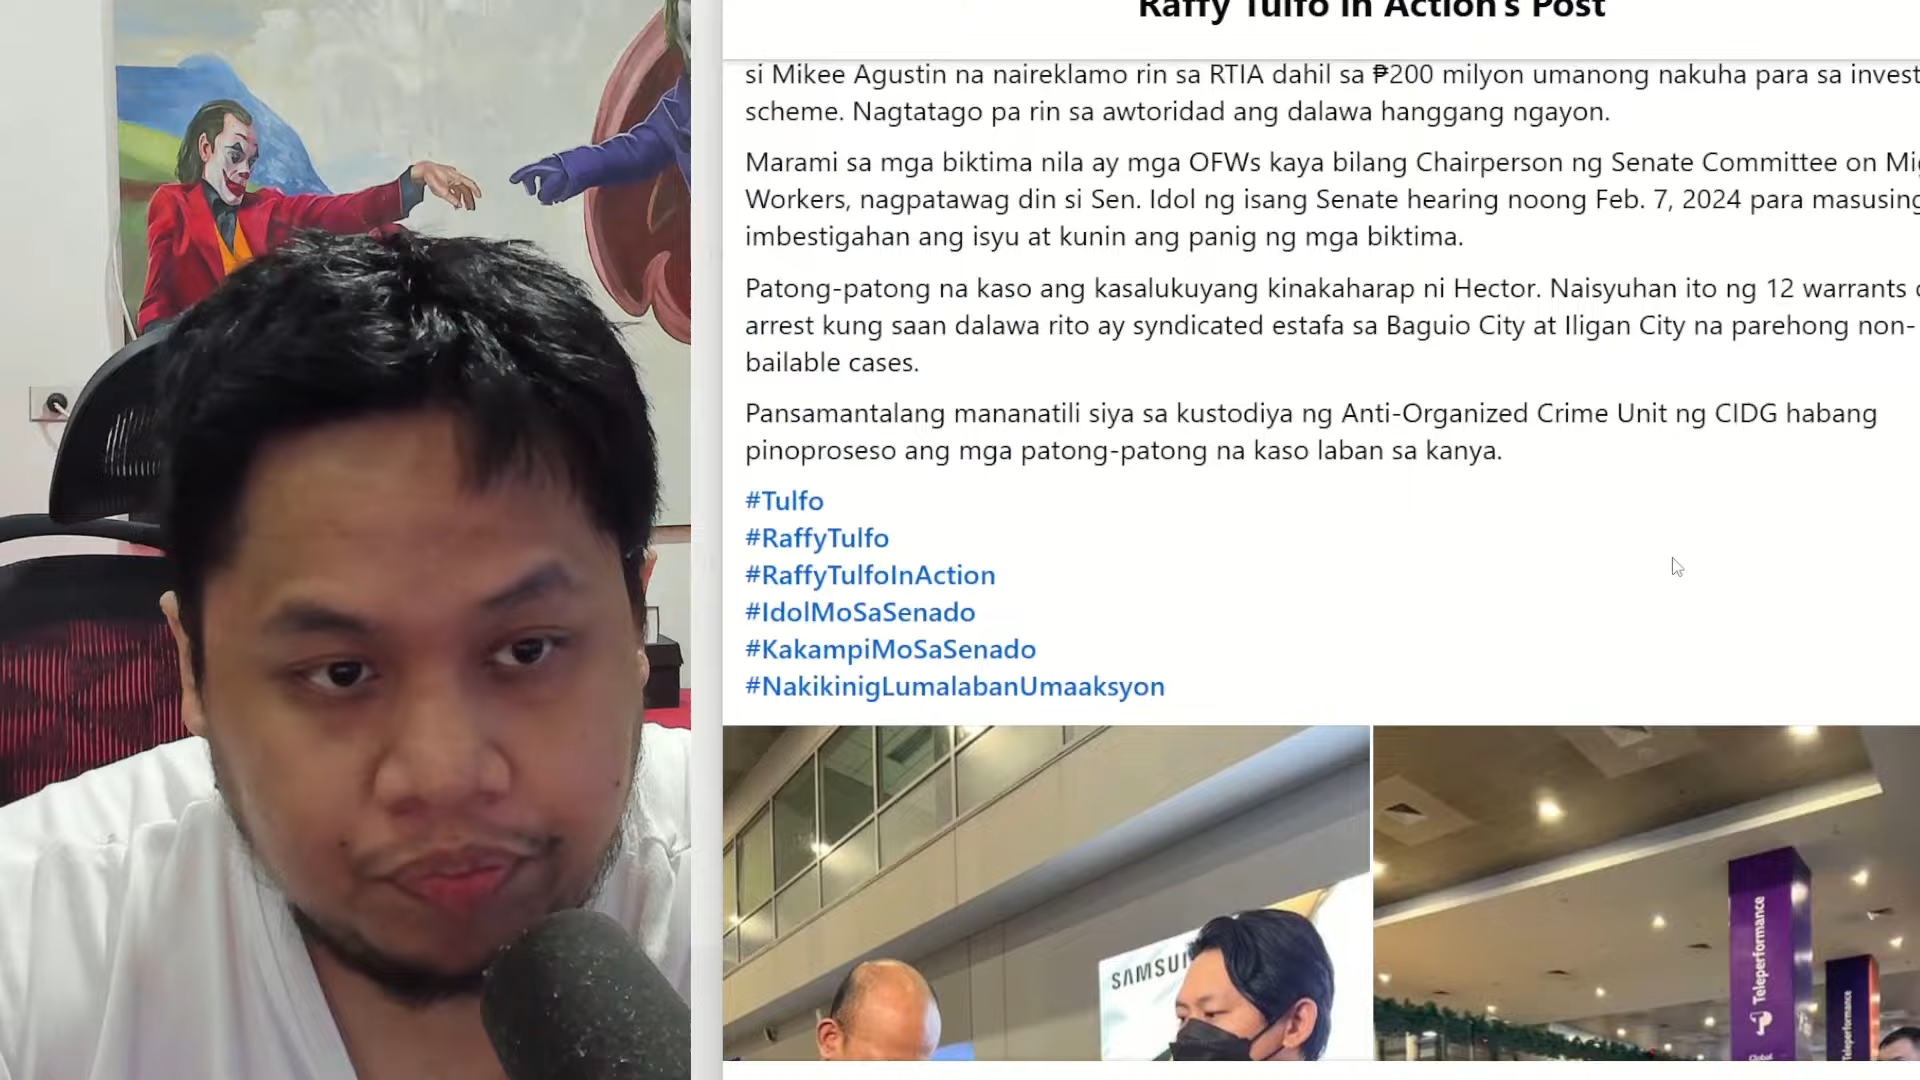 Raffy Tulfo in Action's Post
si Mikee Agustin na naireklamo rin sa RTIA dahil sa ₱200 milyon umanong nakuha para sa invest
scheme. Nagtatago pa rin sa awtoridad ang dalawa hanggang ngayon.
Marami sa mga biktima nila ay mga OFWs kaya bilang Chairperson ng Senate Committee on Mig
Workers, nagpatawag din si Sen. Idol ng isang Senate hearing noong Feb. 7, 2024 para masusing
imbestigahan ang isyu at kunin ang panig ng mga biktima.
Patong-patong na kaso ang kasalukuyang kinakaharap ni Hector. Naisyuhan ito ng 12 warrants
arrest kung saan dalawa rito ay syndicated estafa sa Baguio City at Iligan City na parehong non-
bailable cases.
Pansamantalang mananatili siya sa kustodiya ng Anti-Organized Crime Unit ng CIDG habang
pinoproseso ang mga patong-patong na kaso laban sa kanya.
#Tulfo
#RaffyTulfo
#RaffyTulfoInAction
#IdolMoSaSenado
#KakampiMoSaSenado
#NakikinigLumalabanUmaaksyon
SAMSU
Teleperformance
Teleperformance
Global